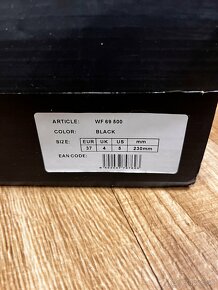 ARTICLE: WF 69 500
COLOR: BLACK
SIZE: EUR UK US mm
37 4 5 230mm
EAN CODE: